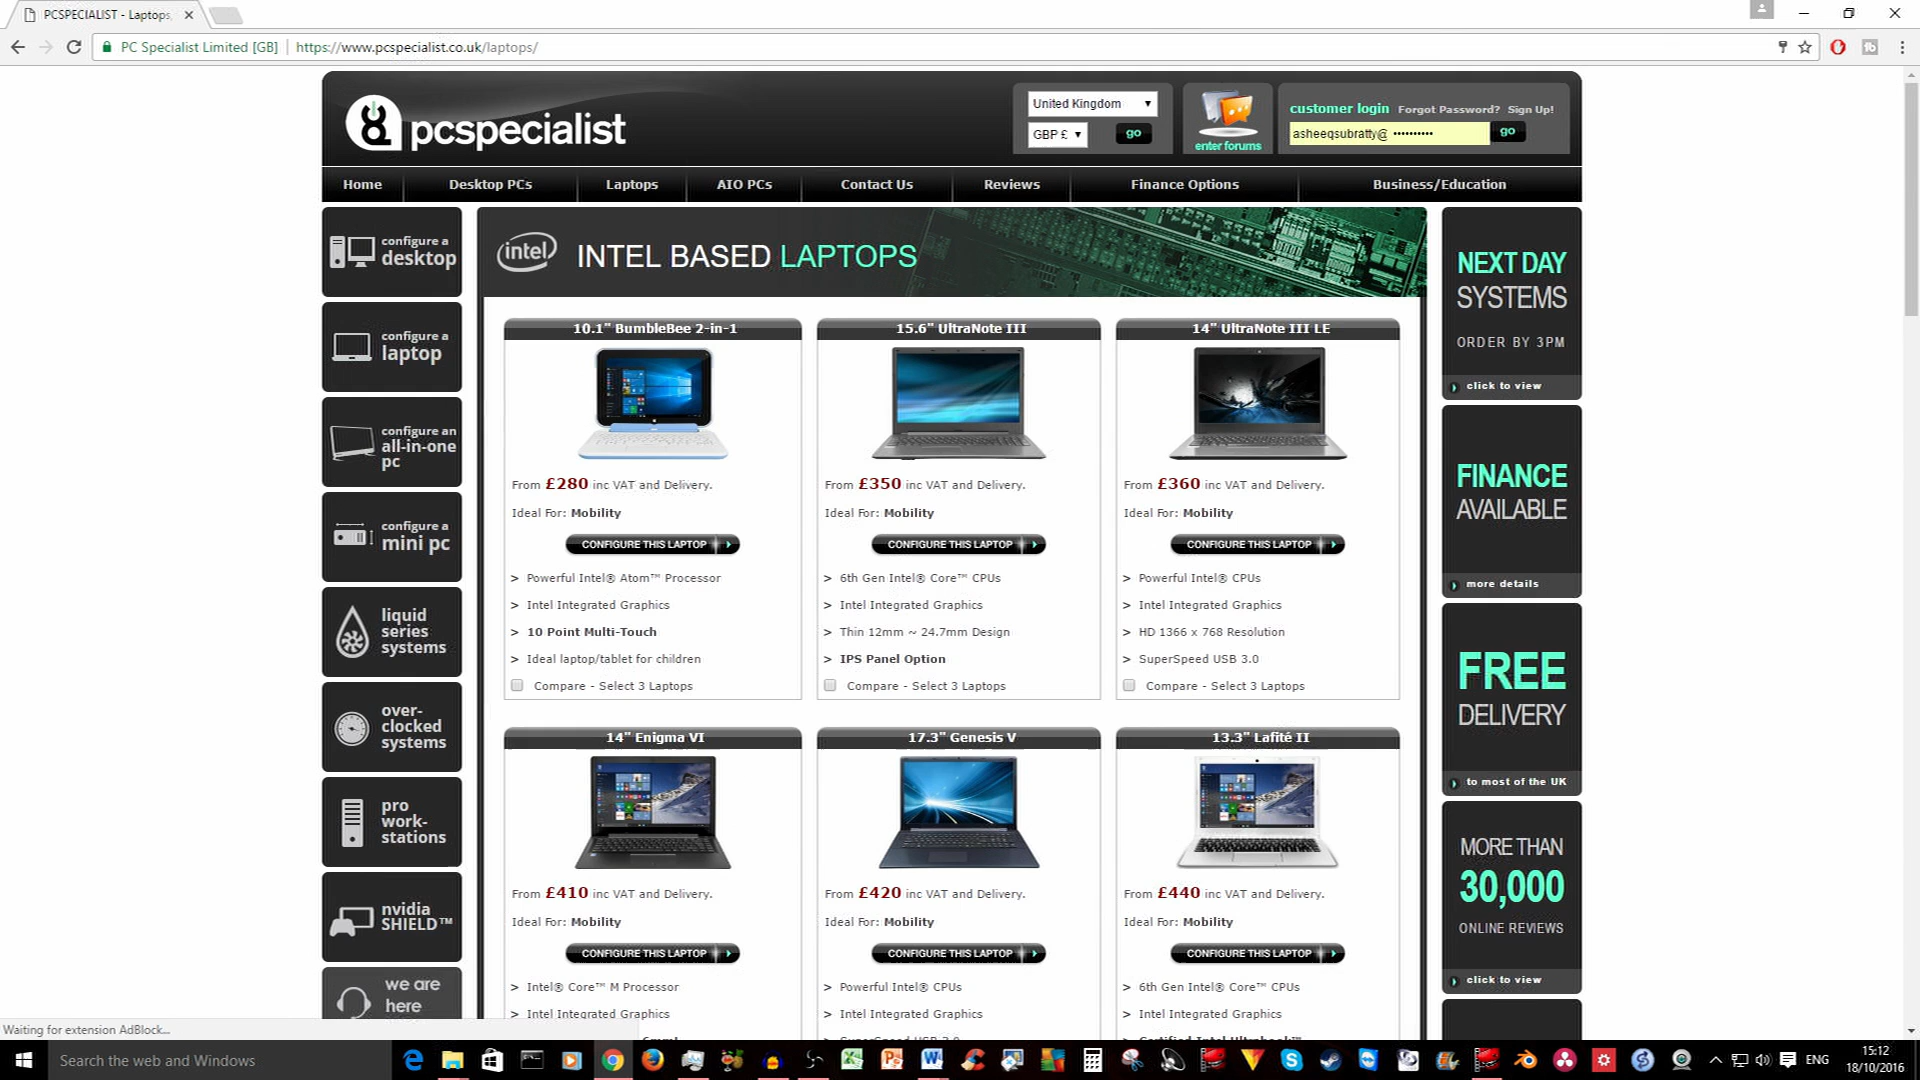 PCSPECIALIST - Laptops,
PC Specialist Limited [GB]
https://www.pcspecialist.co.uk/laptops/
pcspecialist
United Kingdom
GBP £
go
enter forums
customer login Forgot Password? Sign Up!
asheeqsubratty@ ••••••••••
go
Home
Desktop PCs
Laptops
AIO PCs
Contact Us
Reviews
Finance Options
Business/Education
configure a
desktop
configure a
laptop
configure an
all-in-one
pc
configure a
mini pc
liquid
series
systems
over-
clocked
systems
pro
work-
stations
nvidia
SHIELD™
we are
here
intel
INTEL BASED LAPTOPS
10.1" BumbleBee 2-in-1
From £280 inc VAT and Delivery.
Ideal For: Mobility
CONFIGURE THIS LAPTOP
> Powerful Intel® Atom™ Processor
> Intel Integrated Graphics
> 10 Point Multi-Touch
> Ideal laptop/tablet for children
Compare - Select 3 Laptops
15.6" UltraNote III
From £350 inc VAT and Delivery.
Ideal For: Mobility
CONFIGURE THIS LAPTOP
> 6th Gen Intel® Core™ CPUs
> Intel Integrated Graphics
> Thin 12mm ~ 24.7mm Design
> IPS Panel Option
Compare - Select 3 Laptops
14" UltraNote III LE
From £360 inc VAT and Delivery.
Ideal For: Mobility
CONFIGURE THIS LAPTOP
> Powerful Intel® CPUs
> Intel Integrated Graphics
> HD 1366 x 768 Resolution
> SuperSpeed USB 3.0
Compare - Select 3 Laptops
14" Enigma VI
From £410 inc VAT and Delivery.
Ideal For: Mobility
CONFIGURE THIS LAPTOP
> Intel® Core™ M Processor
> Intel Integrated Graphics
17.3" Genesis V
From £420 inc VAT and Delivery.
Ideal For: Mobility
CONFIGURE THIS LAPTOP
> Powerful Intel® CPUs
> Intel Integrated Graphics
> SuperSpeed USB 3.0
13.3" Lafité II
From £440 inc VAT and Delivery.
Ideal For: Mobility
CONFIGURE THIS LAPTOP
> 6th Gen Intel® Core™ CPUs
> Intel Integrated Graphics
> Certified Intel Ultrabook™
NEXT DAY
SYSTEMS
ORDER BY 3PM
click to view
FINANCE
AVAILABLE
more details
FREE
DELIVERY
to most of the UK
MORE THAN
30,000
ONLINE REVIEWS
click to view
Waiting for extension AdBlock...
Search the web and Windows
ENG
15:12
18/10/2016